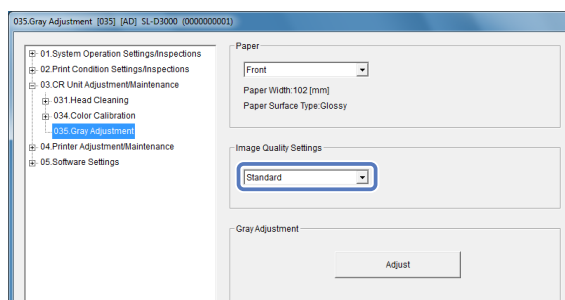 035.Gray Adjustment [035] [AD] SL-D3000 (0000000001)
01.System Operation Settings/Inspections
02.Print Condition Settings/Inspections
03.CR Unit Adjustment/Maintenance
031.Head Cleaning
034.Color Calibration
035.Gray Adjustment
04.Printer Adjustment/Maintenance
05.Software Settings
Paper
Front
Paper Width:102 [mm]
Paper Surface Type:Glossy
Image Quality Settings
Standard
Gray Adjustment
Adjust